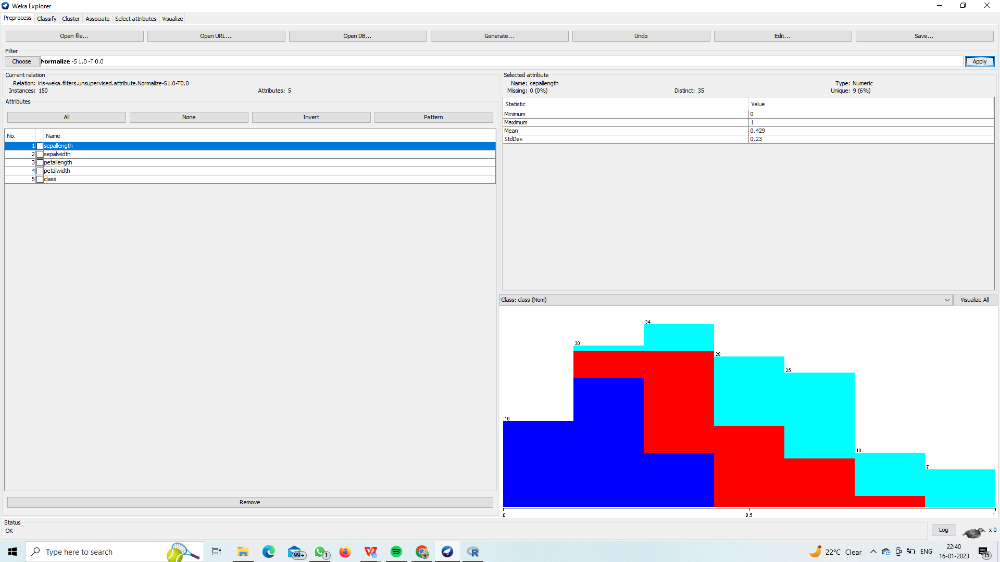 Weka Explorer
Preprocess Classify Cluster Associate Select attributes Visualize
Open file... Open URL... Open DB... Generate... Undo Edit... Save...
Filter
Choose Normalize -S 1.0 -T 0.0 Apply
Current relation
Relation: iris-weka.filters.unsupervised.attribute.Normalize-S1.0-T0.0
Instances: 150 Attributes: 5
Attributes
All None Invert Pattern
No. Name
1 sepallength
2 sepalwidth
3 petallength
4 petalwidth
5 class
Remove
Selected attribute
Name: sepallength Type: Numeric
Missing: 0 (0%) Distinct: 35 Unique: 9 (6%)
Statistic Value
Minimum 0
Maximum 1
Mean 0.429
StdDev 0.23
Class: class (Nom) Visualize All
34
30
28
25
16
10
7
0 0.5 1
Status
OK
Log x 0
Type here to search 99+ 1 22°C Clear ENG 22:40
16-01-2023 15